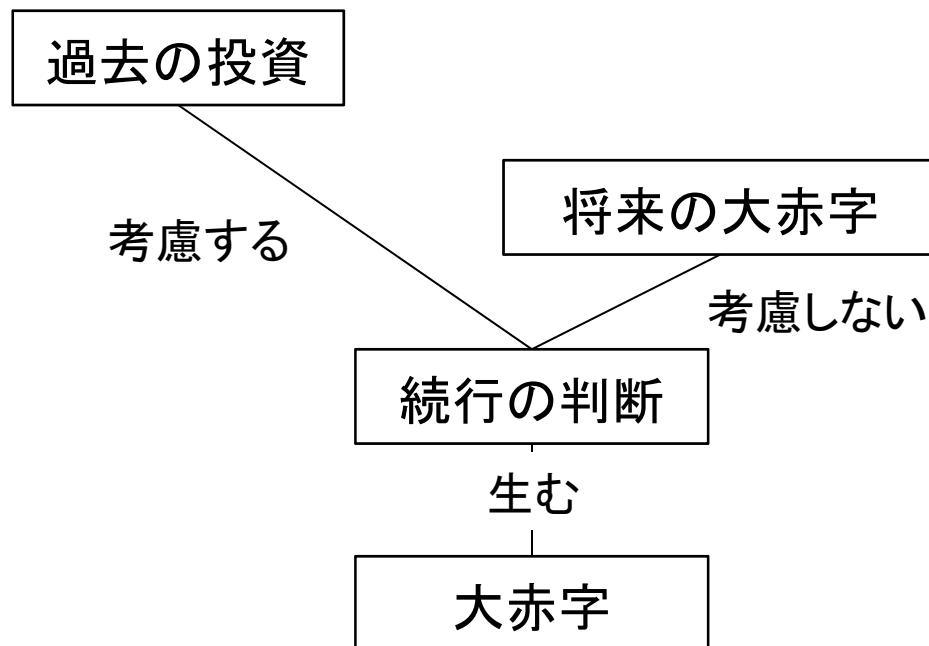 過去の投資
将来の大赤字
考慮する
考慮しない
続行の判断
生む
大赤字